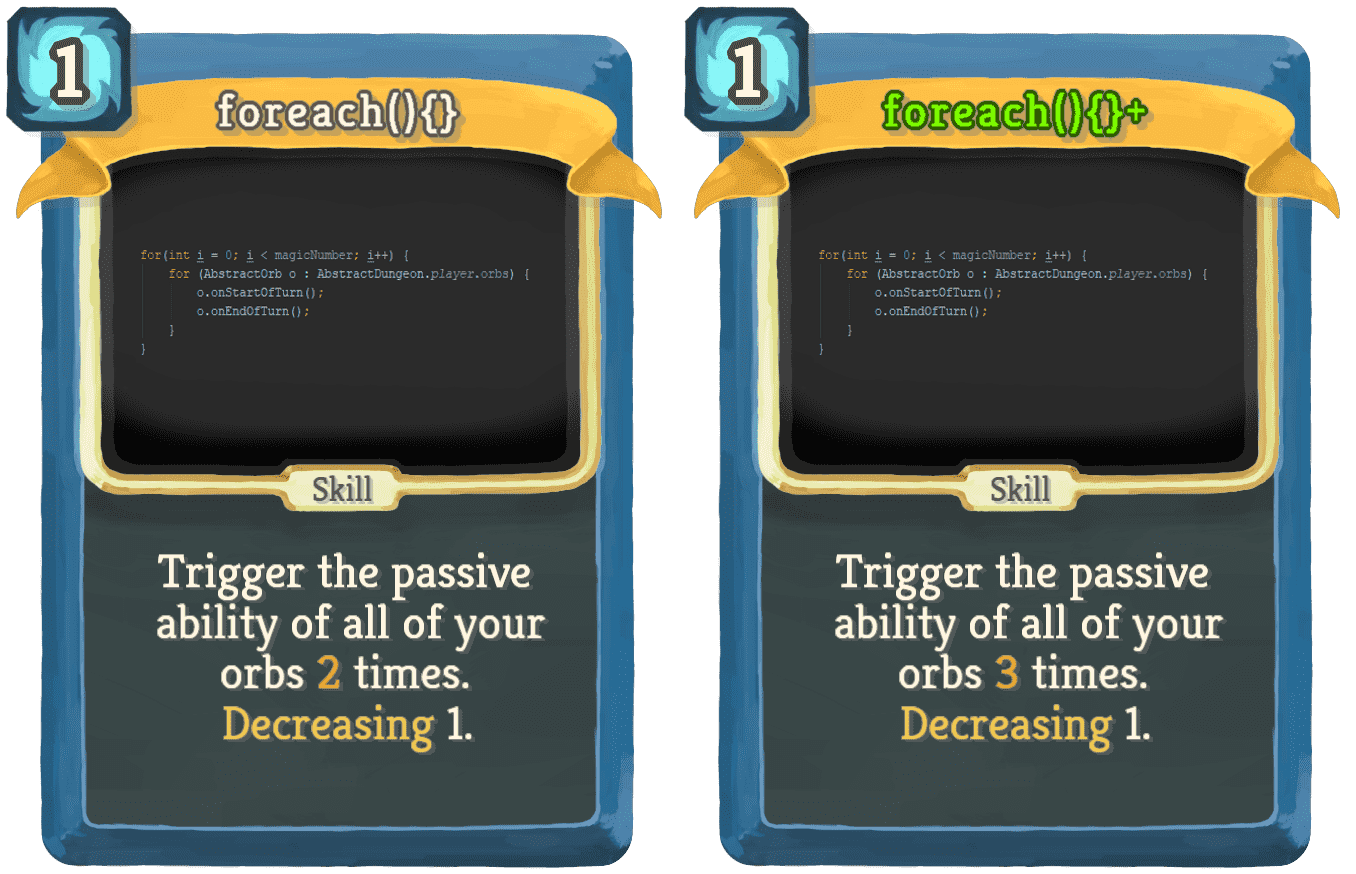 1
foreach(){}
for(int i = 0; i < magicNumber; i++) {
for (AbstractOrb o : AbstractDungeon.player.orbs) {
o.onStartOfTurn();
o.onEndOfTurn();
}
}
Skill
Trigger the passive
ability of all of your
orbs 2 times.
Decreasing 1.
1
foreach(){}+
for(int i = 0; i < magicNumber; i++) {
for (AbstractOrb o : AbstractDungeon.player.orbs) {
o.onStartOfTurn();
o.onEndOfTurn();
}
}
Skill
Trigger the passive
ability of all of your
orbs 3 times.
Decreasing 1.